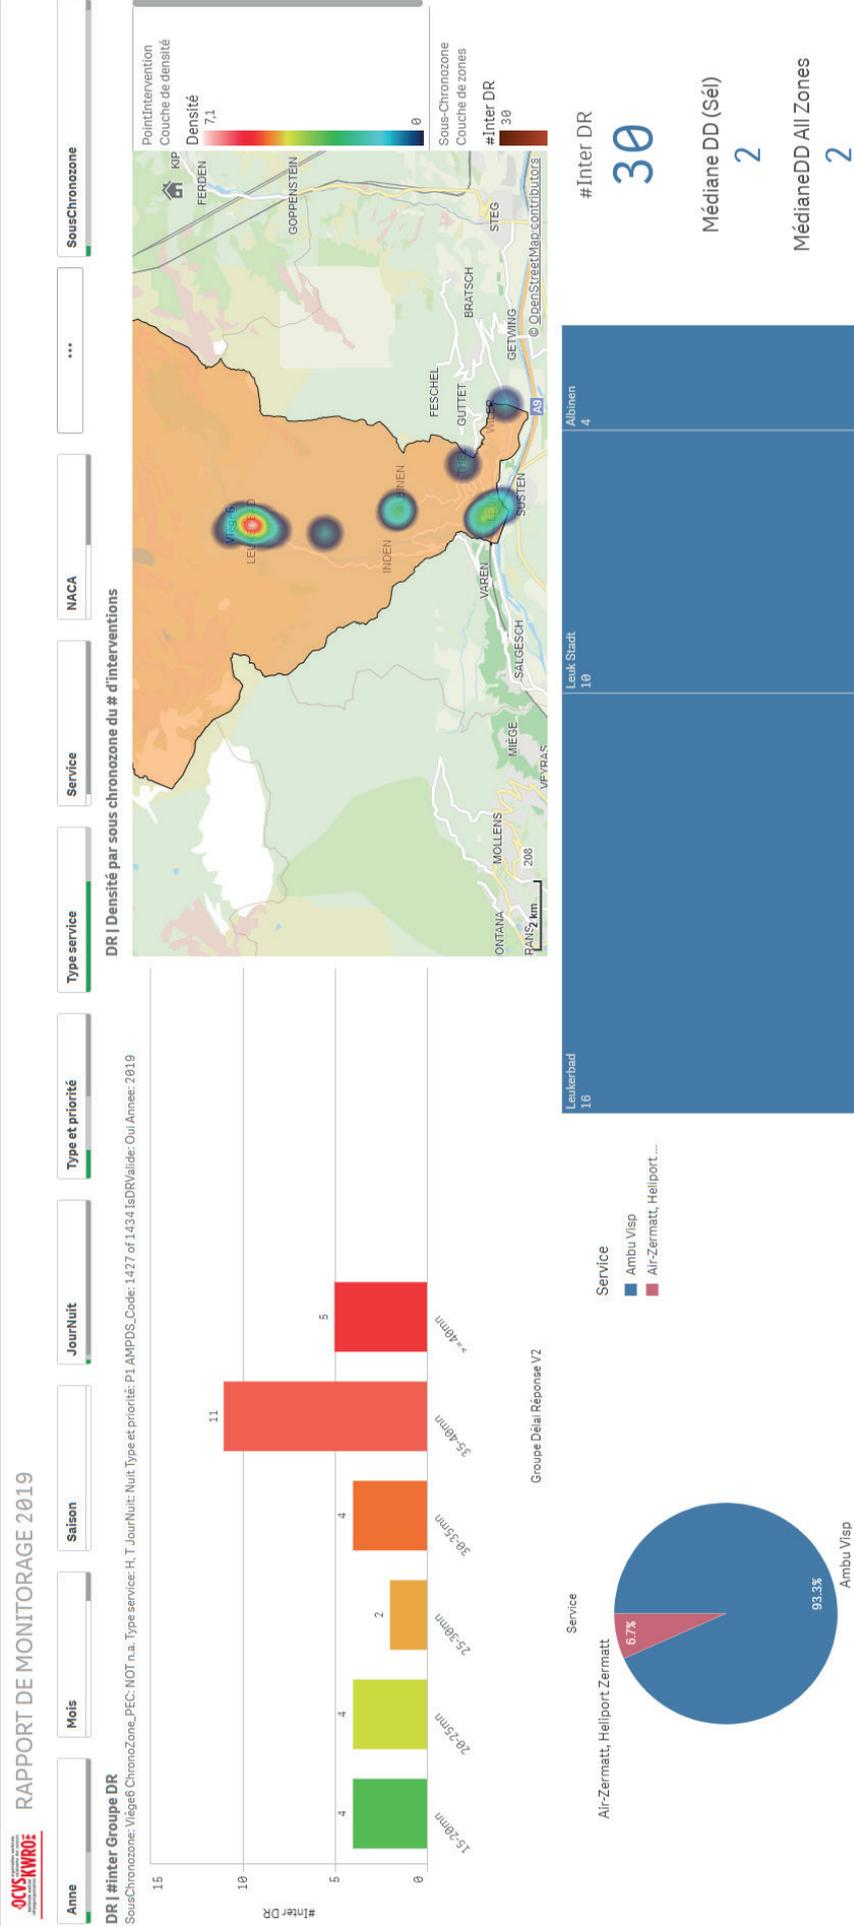 OCVS
KWRO
RAPPORT DE MONITORAGE 2019
Anne
Mois
Saison
JourNuit
Type et priorité
Type service
Service
NACA
...
SousChronozone
DR | #inter Groupe DR
SousChronozone: Viège6 ChronoZone_PEC: NOT n.a. Type service: H, T JourNuit: Nuit Type et priorité: P1 AMPDS_Code: 1427 of 1434 IsDRValide: Oui Annee: 2019
#Inter DR
15
10
5
0
4
4
2
4
11
5
15-20mn
20-25mn
25-30mn
30-35mn
35-40mn
>=40mn
Groupe Délai Réponse V2
DR | Densité par sous chronozone du # d'interventions
KIP
FERDEN
GOPPENSTEIN
STEG
BRATSCH
GETWING
FESCHEL
GUTTET
A9
SUSTEN
INDEN
VAREN
SALGESCH
MIÈGE
VEYRAS
MOLLENS
208
ONTANA
RANS
2 km
© OpenStreetMap contributors
PointIntervention
Couche de densité
Densité
7,1
0
Sous-Chronozone
Couche de zones
#Inter DR
30
Service
Air-Zermatt, Heliport Zermatt
6.7%
93.3%
Ambu Visp
Service
Ambu Visp
Air-Zermatt, Heliport ...
Leukerbad
16
Leuk Stadt
10
Albinen
4
#Inter DR
30
Médiane DD (Sél)
2
MédianeDD All Zones
2